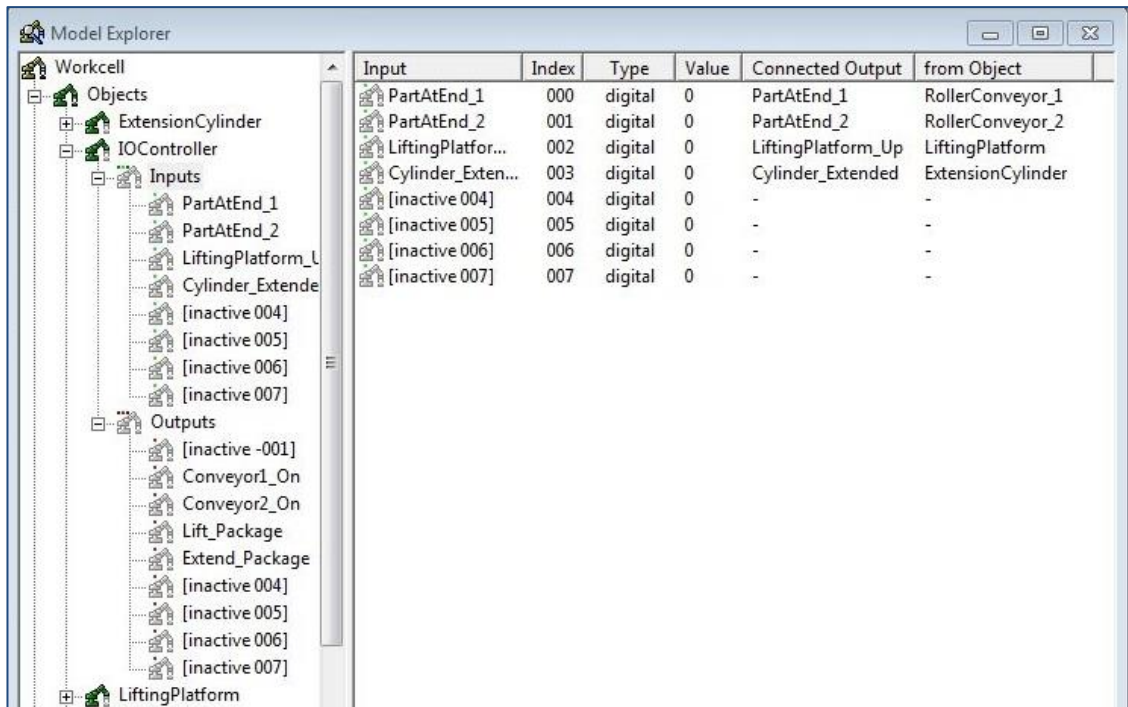 Model Explorer
Workcell
Objects
ExtensionCylinder
IOController
Inputs
PartAtEnd_1
PartAtEnd_2
LiftingPlatform_U
Cylinder_Extende
[inactive 004]
[inactive 005]
[inactive 006]
[inactive 007]
Outputs
[inactive -001]
Conveyor1_On
Conveyor2_On
Lift_Package
Extend_Package
[inactive 004]
[inactive 005]
[inactive 006]
[inactive 007]
LiftingPlatform
Input Index Type Value Connected Output from Object
PartAtEnd_1 000 digital 0 PartAtEnd_1 RollerConveyor_1
PartAtEnd_2 001 digital 0 PartAtEnd_2 RollerConveyor_2
LiftingPlatfor... 002 digital 0 LiftingPlatform_Up LiftingPlatform
Cylinder_Exten... 003 digital 0 Cylinder_Extended ExtensionCylinder
[inactive 004] 004 digital 0 - -
[inactive 005] 005 digital 0 - -
[inactive 006] 006 digital 0 - -
[inactive 007] 007 digital 0 - -